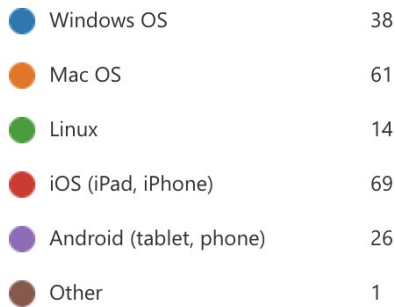 Windows OS 38
Mac OS 61
Linux 14
iOS (iPad, iPhone) 69
Android (tablet, phone) 26
Other 1